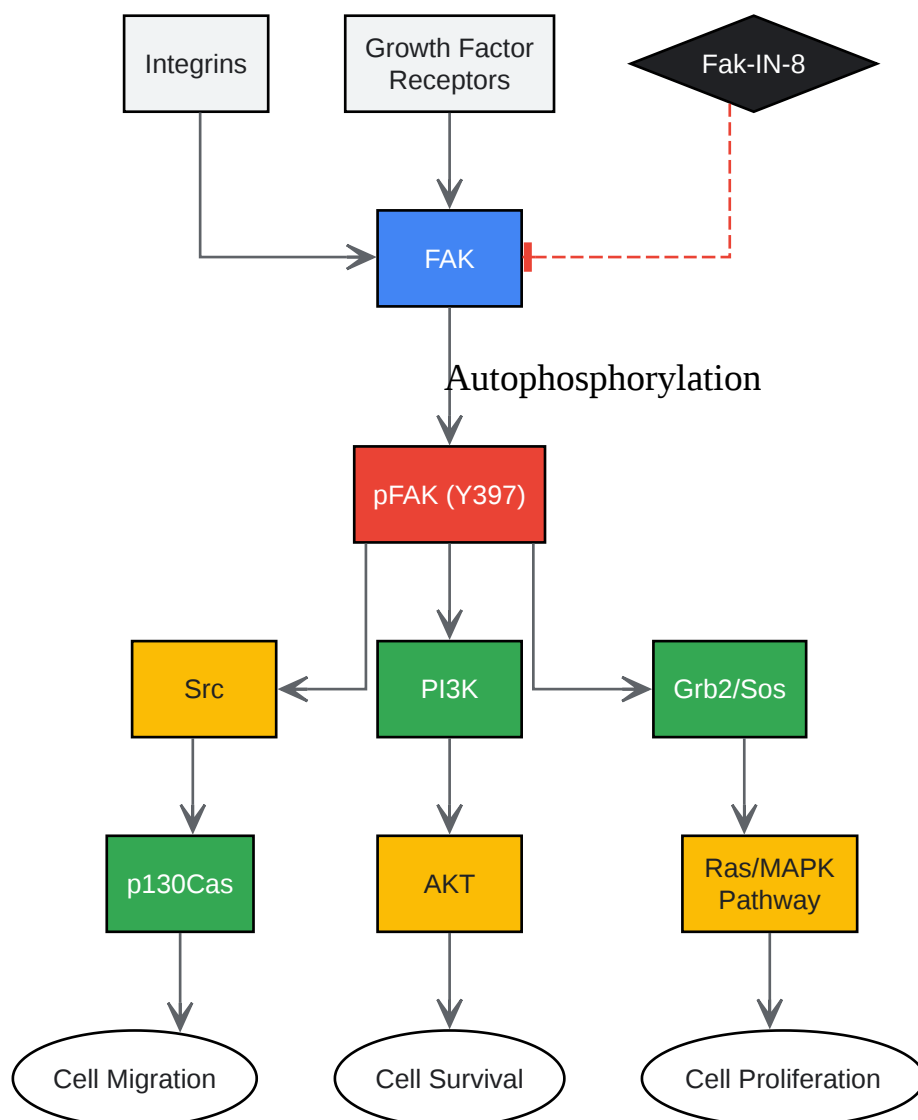 Integrins
Growth Factor
Receptors
Fak-IN-8
FAK
Autophosphorylation
pFAK (Y397)
Src
PI3K
Grb2/Sos
p130Cas
AKT
Ras/MAPK
Pathway
Cell Migration
Cell Survival
Cell Proliferation